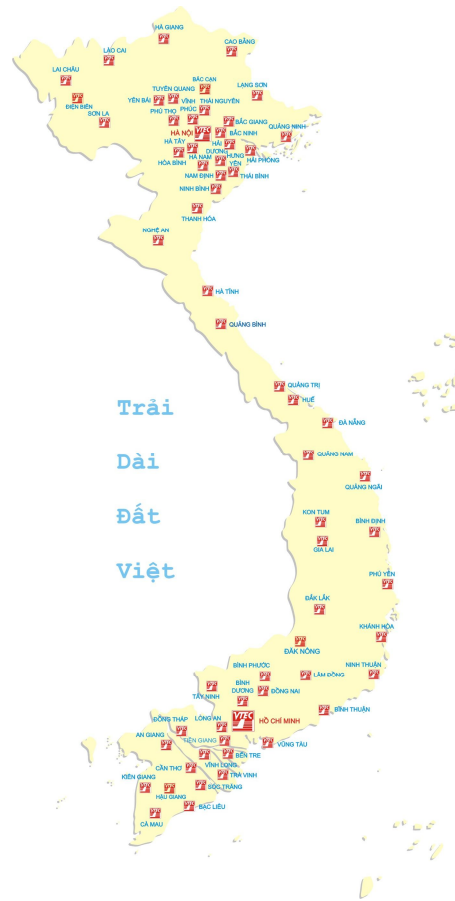 HÀ GIANG
CAO BẰNG
LÀO CAI
LAI CHÂU
BẮC CẠN
LẠNG SƠN
TUYÊN QUANG
ĐIỆN BIÊN
YÊN BÁI
VĨNH PHÚC
THÁI NGUYÊN
SƠN LA
PHÚ THỌ
BẮC GIANG
QUẢNG NINH
HÀ NỘI
VTEC
BẮC NINH
HÀ TÂY
HẢI DƯƠNG
HÒA BÌNH
HÀ NAM
HƯNG YÊN
HẢI PHÒNG
NAM ĐỊNH
THÁI BÌNH
NINH BÌNH
THANH HÓA
NGHỆ AN
HÀ TĨNH
QUẢNG BÌNH
QUẢNG TRỊ
HUẾ
Trải
ĐÀ NẴNG
QUẢNG NAM
Dài
QUẢNG NGÃI
Đất
KON TUM
BÌNH ĐỊNH
GIA LAI
Việt
PHÚ YÊN
ĐẮK LẮK
KHÁNH HÒA
ĐẮK NÔNG
BÌNH PHƯỚC
NINH THUẬN
LÂM ĐỒNG
TÂY NINH
BÌNH DƯƠNG
ĐỒNG NAI
BÌNH THUẬN
ĐỒNG THÁP
LONG AN
VTEC
HỒ CHÍ MINH
AN GIANG
TIỀN GIANG
VŨNG TÀU
BẾN TRE
CẦN THƠ
VĨNH LONG
KIÊN GIANG
TRÀ VINH
SÓC TRĂNG
HẬU GIANG
BẠC LIÊU
CÀ MAU